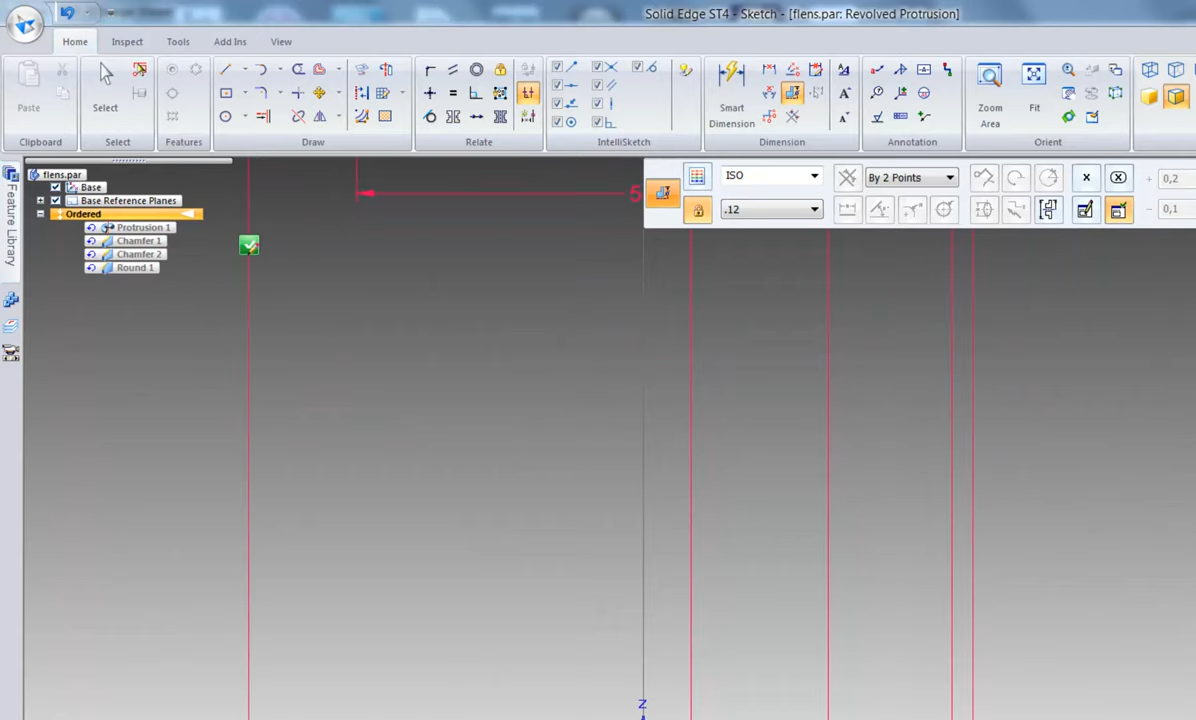 Solid Edge ST4 - Sketch - [flens.par: Revolved Protrusion]
Home Inspect Tools Add Ins View
Paste
Select
Smart Dimension
Zoom Area
Fit
Clipboard Select Features Draw Relate IntelliSketch Dimension Annotation Orient
Feature Library
flens.par
Base
Base Reference Planes
Ordered
Protrusion 1
Chamfer 1
Chamfer 2
Round 1
5
ISO
By 2 Points
0,2
.12
0,1
Z